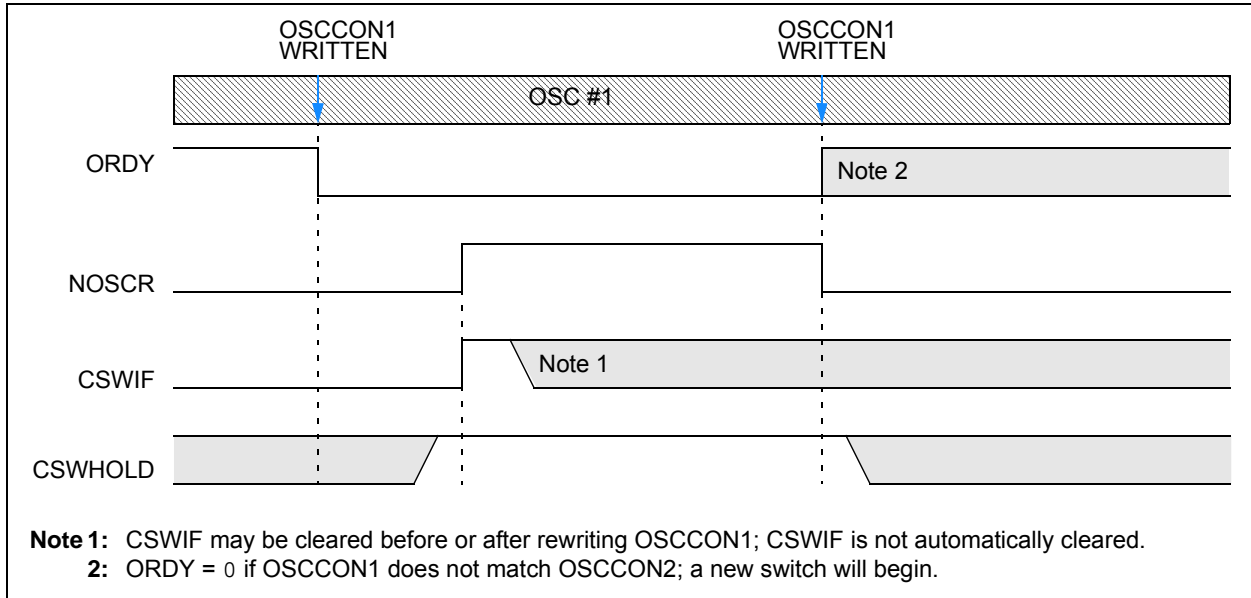 OSCCON1
WRITTEN
OSCCON1
WRITTEN
OSC #1
ORDY
Note 2
NOSCR
CSWIF
Note 1
CSWHOLD
Note 1: CSWIF may be cleared before or after rewriting OSCCON1; CSWIF is not automatically cleared.
2: ORDY = 0 if OSCCON1 does not match OSCCON2; a new switch will begin.